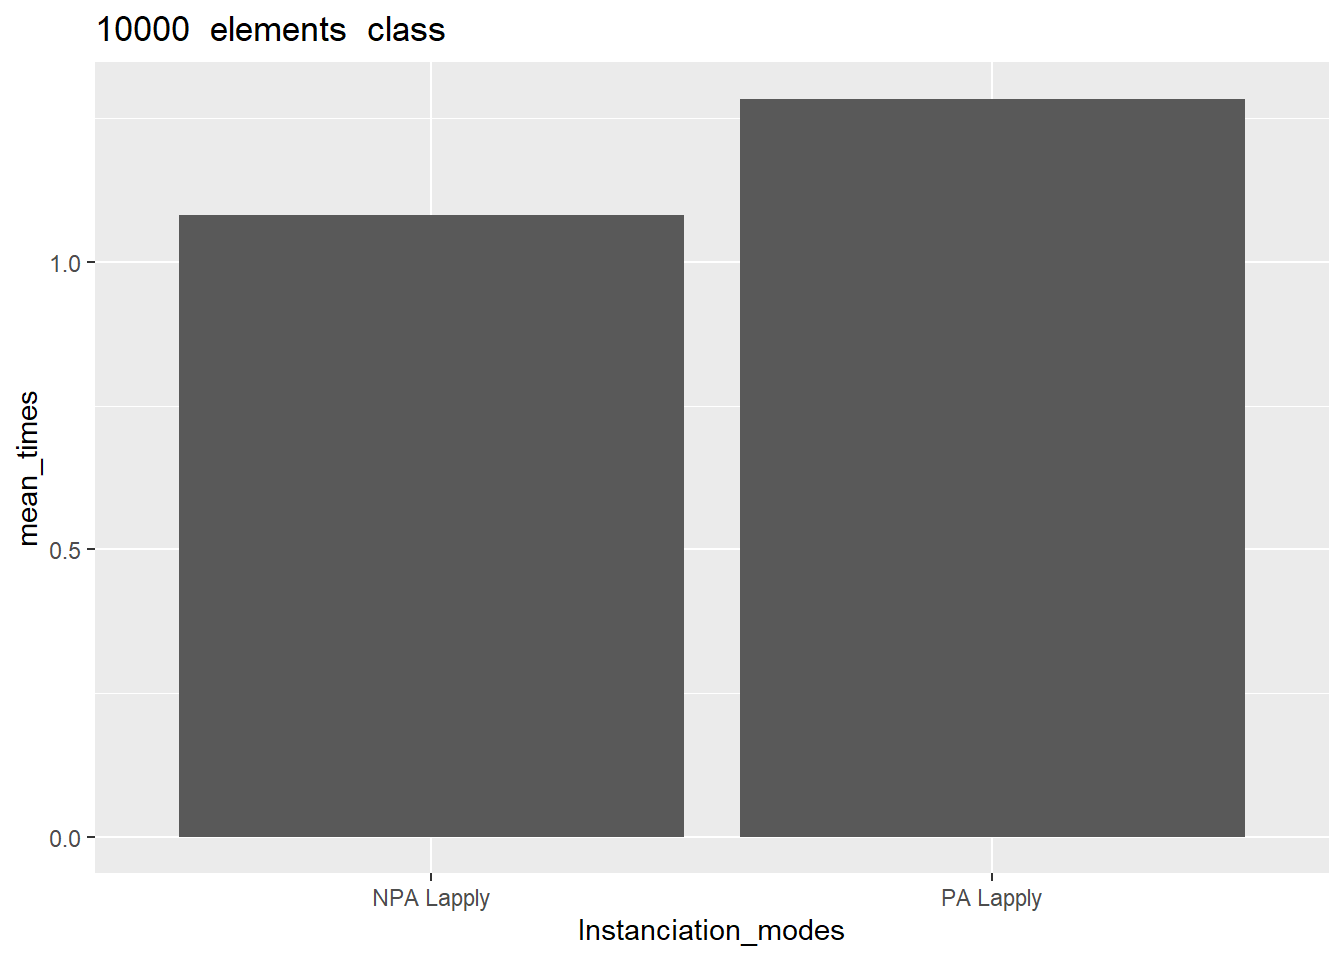 10000 elements class
mean_times
1.0
0.5
0.0
NPA Lapply
PA Lapply
Instanciation_modes